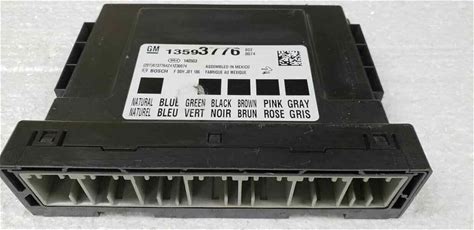 GM 13593776
ASSEMBLED IN MEXICO
BOSCH FABRIQUE AU MEXIQUE
NATURAL BLUE GREEN BLACK BROWN PINK GRAY
NATUREL BLEU VERT NOIR BRUN ROSE GRIS